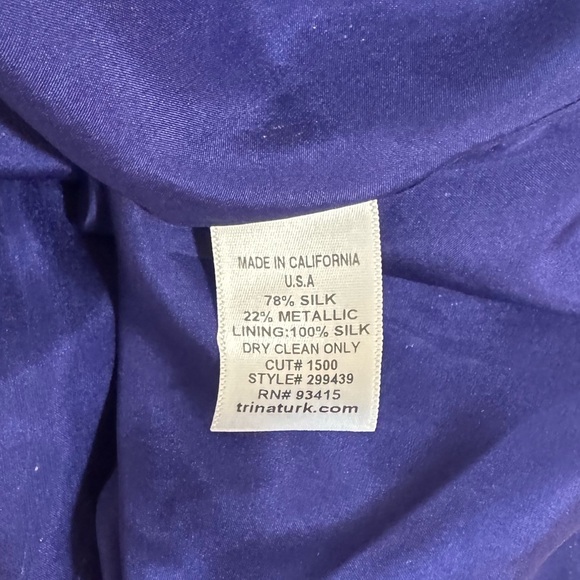 MADE IN CALIFORNIA
U.S.A
78% SILK
22% METALLIC
LINING:100% SILK
DRY CLEAN ONLY
CUT# 1500
STYLE# 299439
RN# 93415
trinaturk.com